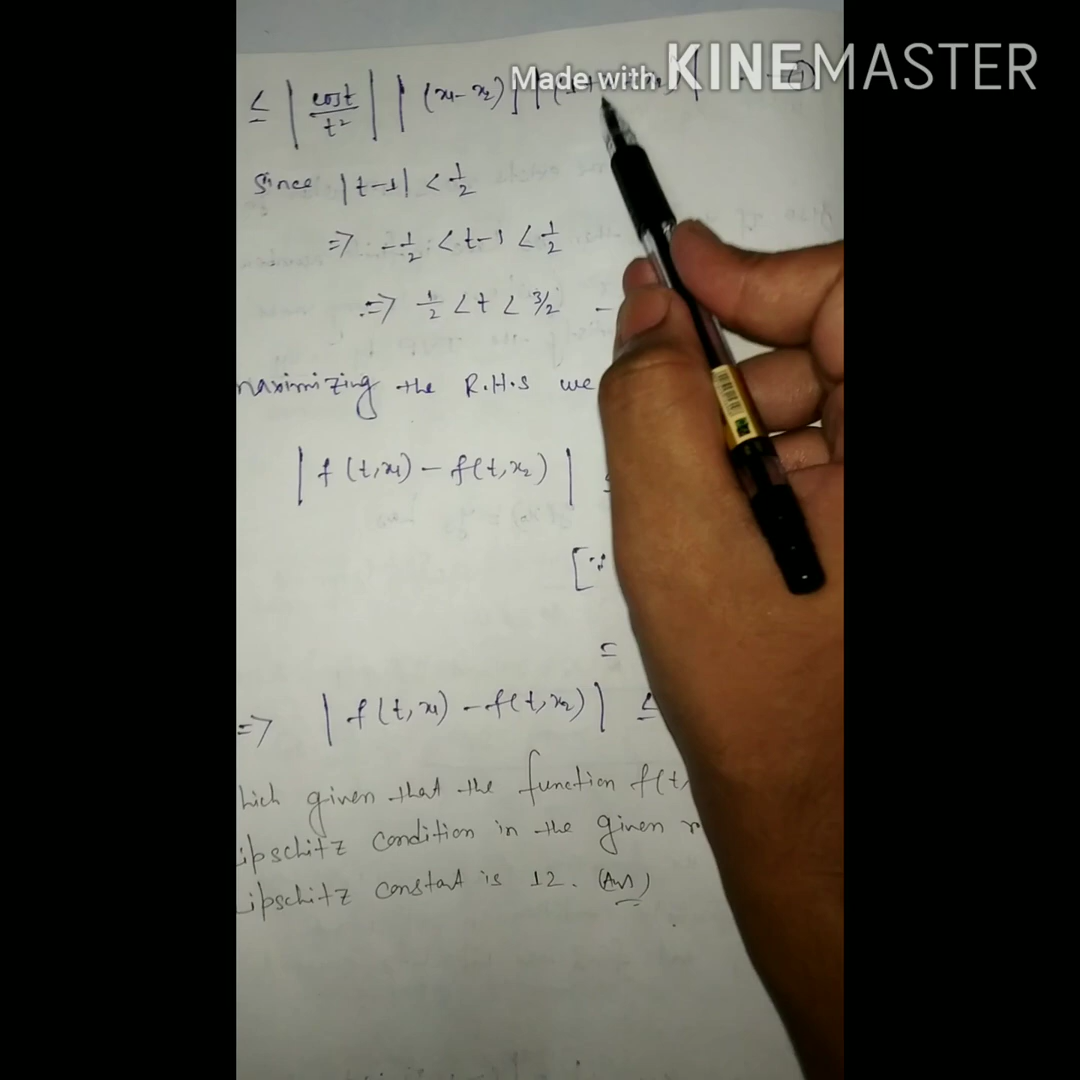 Made with KINEMASTER
≤ | cost/t² | | (x₁ - x₂) | |
Since |t-1| < 1/2
⇒ -1/2 < t-1 < 1/2
⇒ 1/2 < t < 3/2 -
maximizing the R.H.S we
| f(t,x₁) - f(t,x₂) | ≤
[∵
=
⇒ | f(t,x₁) - f(t,x₂) | ≤
hich given that the function f(t,
ipschitz condition in the given r
ipschitz constant is 12. (Ans)